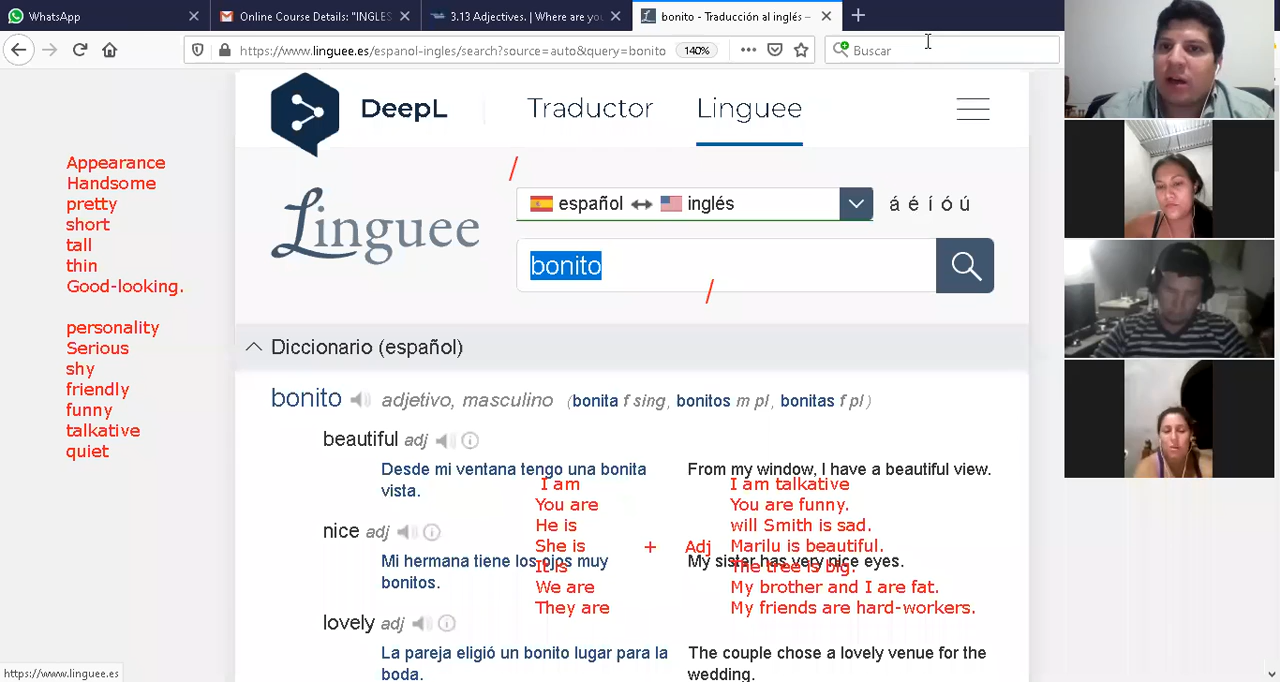 WhatsApp
Online Course Details: "INGLES
3.13 Adjectives. | Where are you
bonito - Traducción al inglés –
https://www.linguee.es/espanol-ingles/search?source=auto&query=bonito
140%
Buscar
DeepL
Traductor
Linguee
Linguee
español
inglés
á é í ó ú
bonito
Appearance
Handsome
pretty
short
tall
thin
Good-looking.
personality
Serious
shy
friendly
funny
talkative
quiet
/
/
Diccionario (español)
bonito adjetivo, masculino (bonita f sing, bonitos m pl, bonitas f pl)
beautiful adj
Desde mi ventana tengo una bonita
vista.
From my window, I have a beautiful view.
nice adj
Mi hermana tiene los ojos muy
bonitos.
My sister has very nice eyes.
lovely adj
La pareja eligió un bonito lugar para la
boda.
The couple chose a lovely venue for the
wedding.
I am
You are
He is
She is
It is
We are
They are
+
Adj
I am talkative
You are funny.
will Smith is sad.
Marilu is beautiful.
The tree is big.
My brother and I are fat.
My friends are hard-workers.
https://www.linguee.es